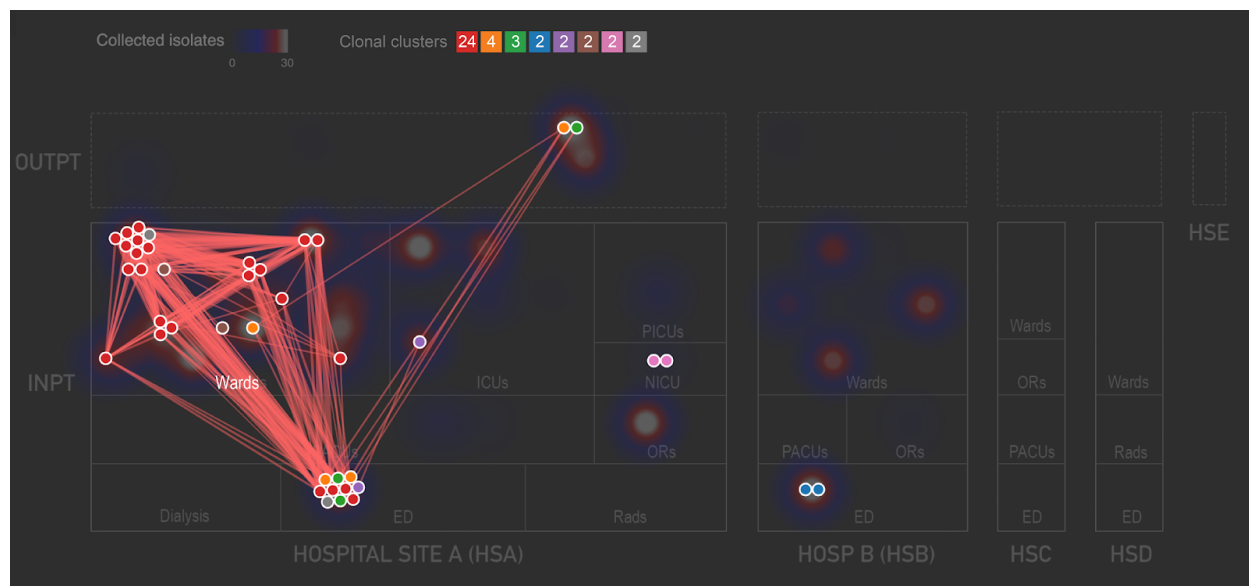 Collected isolates
0 30
Clonal clusters 24 4 3 2 2 2 2 2
OUTPT
HSE
PICUs
Wards
INPT
Wards
ICUs
NICU
Wards
ORs
Wards
ORs
PACUs
ORs
PACUs
Rads
Dialysis
ED
Rads
ED
ED
ED
HOSPITAL SITE A (HSA)
HOSP B (HSB)
HSC
HSD